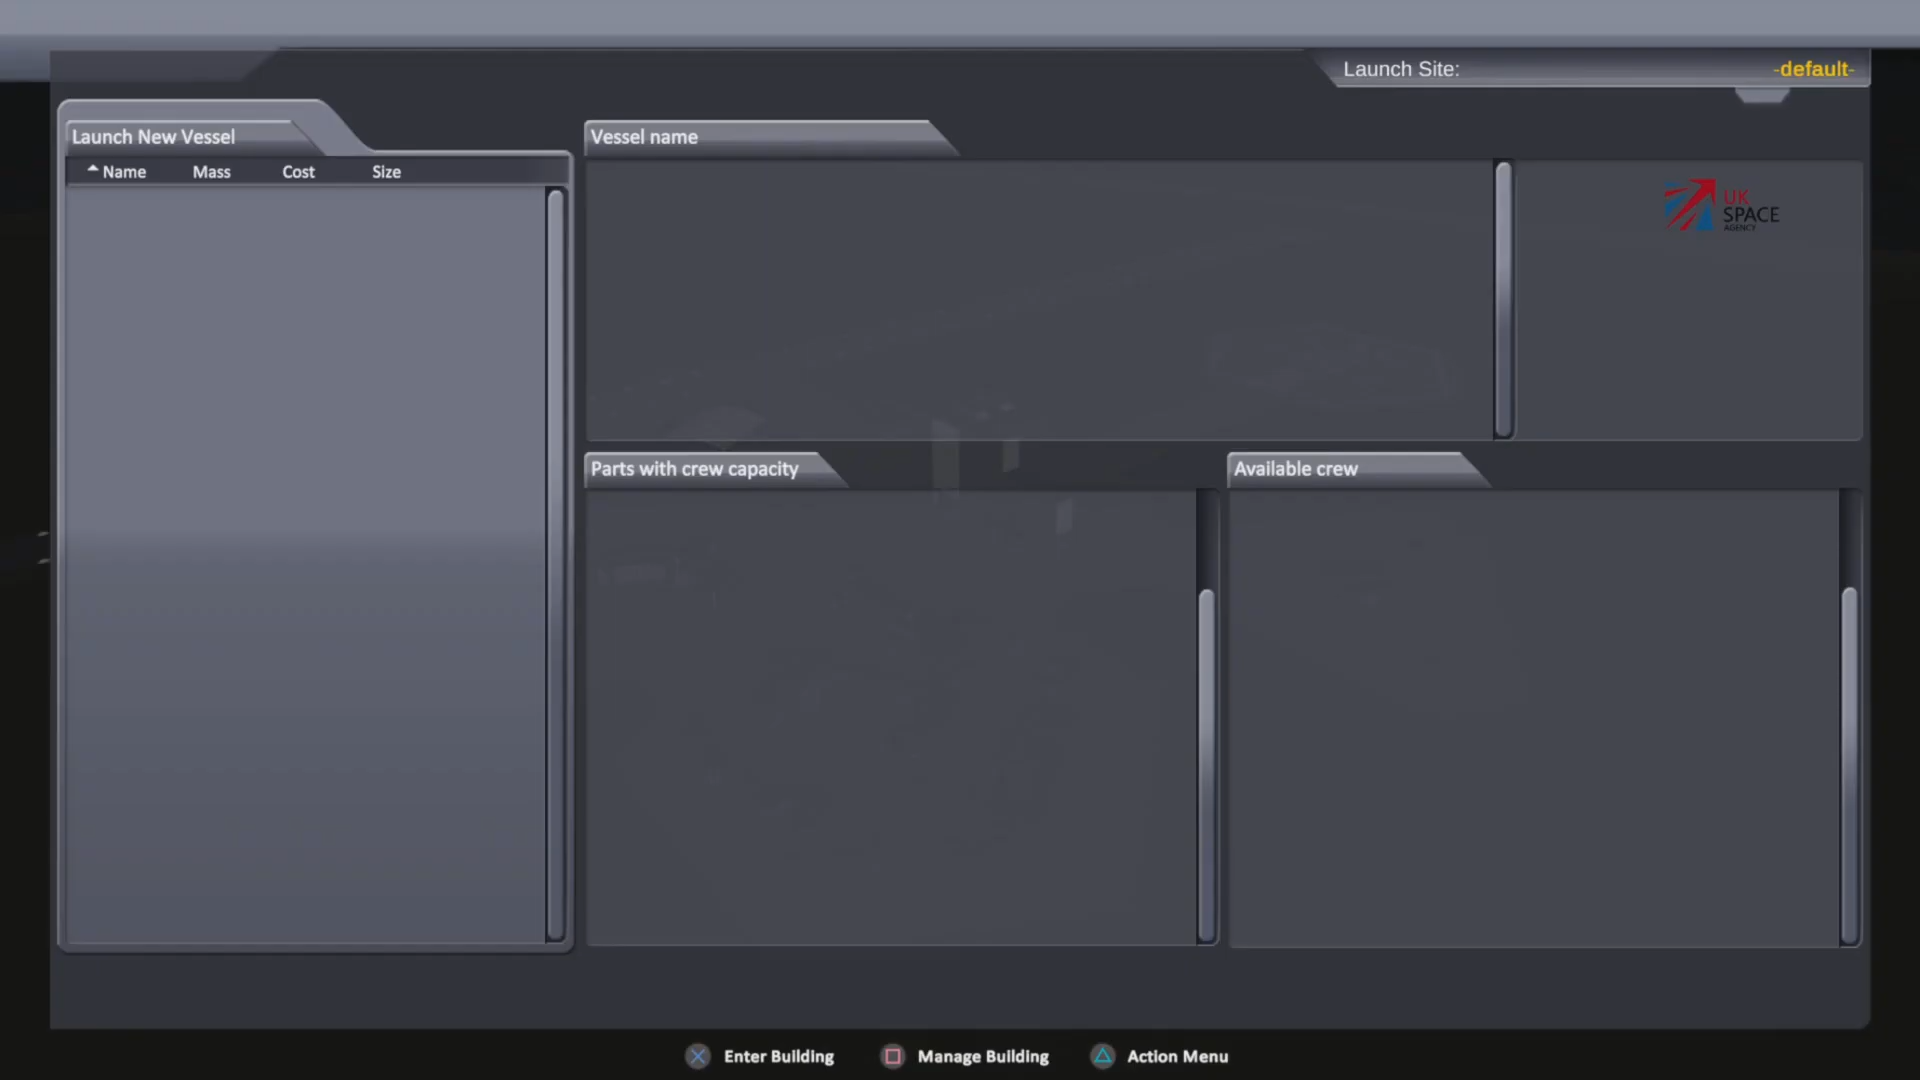 Launch Site: -default-
Launch New Vessel
Name Mass Cost Size
Vessel name
UK
SPACE
AGENCY
Parts with crew capacity
Available crew
Enter Building Manage Building Action Menu